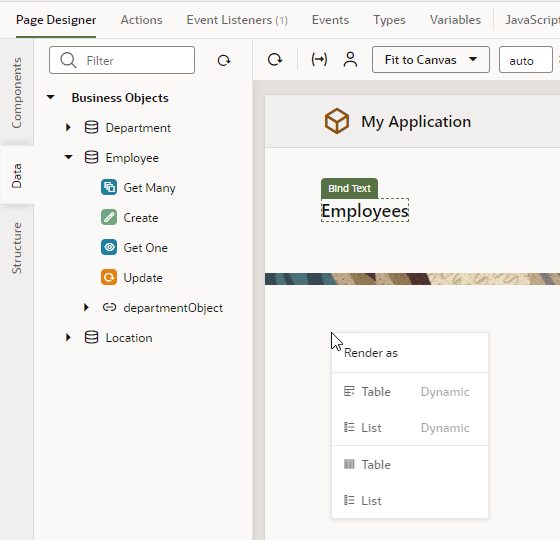 Page Designer Actions Event Listeners (1) Events Types Variables JavaScript
Components
Data
Structure
Filter
Business Objects
Department
Employee
Get Many
Create
Get One
Update
departmentObject
Location
Fit to Canvas auto
My Application
Bind Text
Employees
Render as
Table Dynamic
List Dynamic
Table
List